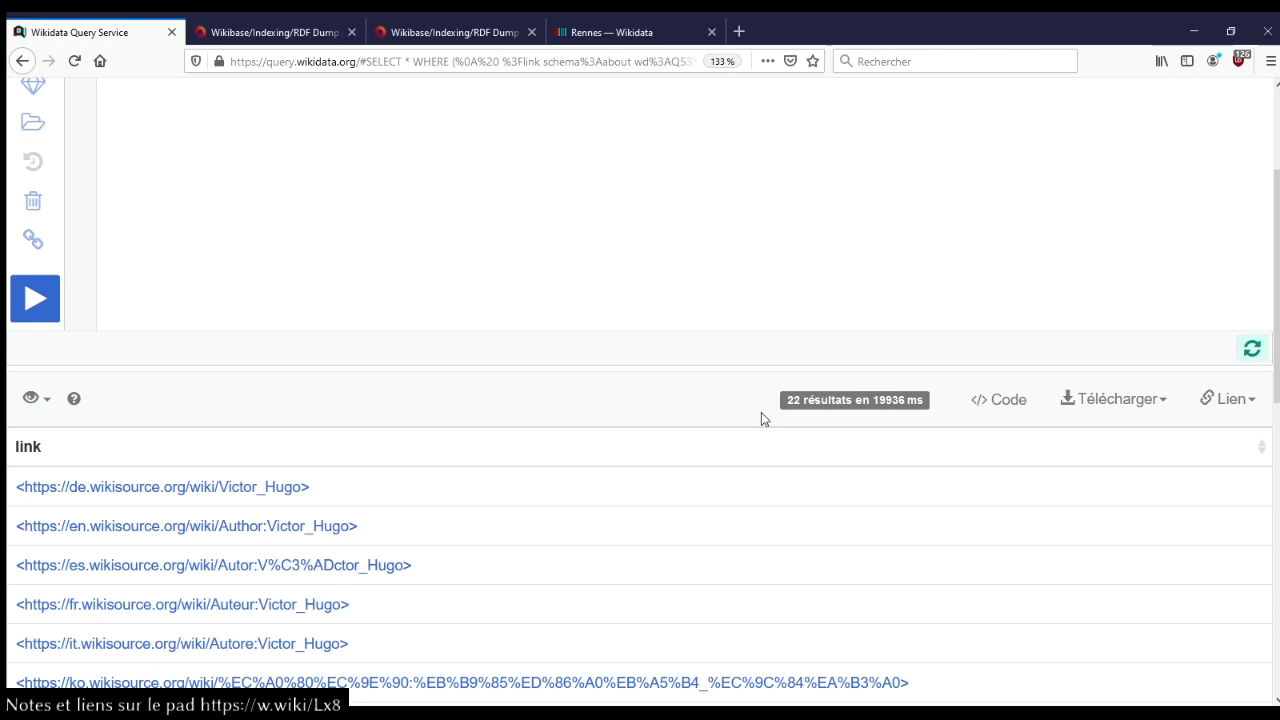 Wikidata Query Service
Wikibase/Indexing/RDF Dump
Wikibase/Indexing/RDF Dump
Rennes — Wikidata
https://query.wikidata.org/#SELECT * WHERE {%0A%20 %3Flink schema%3Aabout wd%3AQ53
133 %
Rechercher
126
22 résultats en 19936 ms
</> Code
Télécharger
Lien
link
<https://de.wikisource.org/wiki/Victor_Hugo>
<https://en.wikisource.org/wiki/Author:Victor_Hugo>
<https://es.wikisource.org/wiki/Autor:V%C3%ADctor_Hugo>
<https://fr.wikisource.org/wiki/Auteur:Victor_Hugo>
<https://it.wikisource.org/wiki/Autore:Victor_Hugo>
<https://ko.wikisource.org/wiki/%EC%A0%80%EC%9E%90:%EB%B9%85%ED%86%A0%EB%A5%B4_%EC%9C%84%EA%B3%A0>
Notes et liens sur le pad https://w.wiki/Lx8